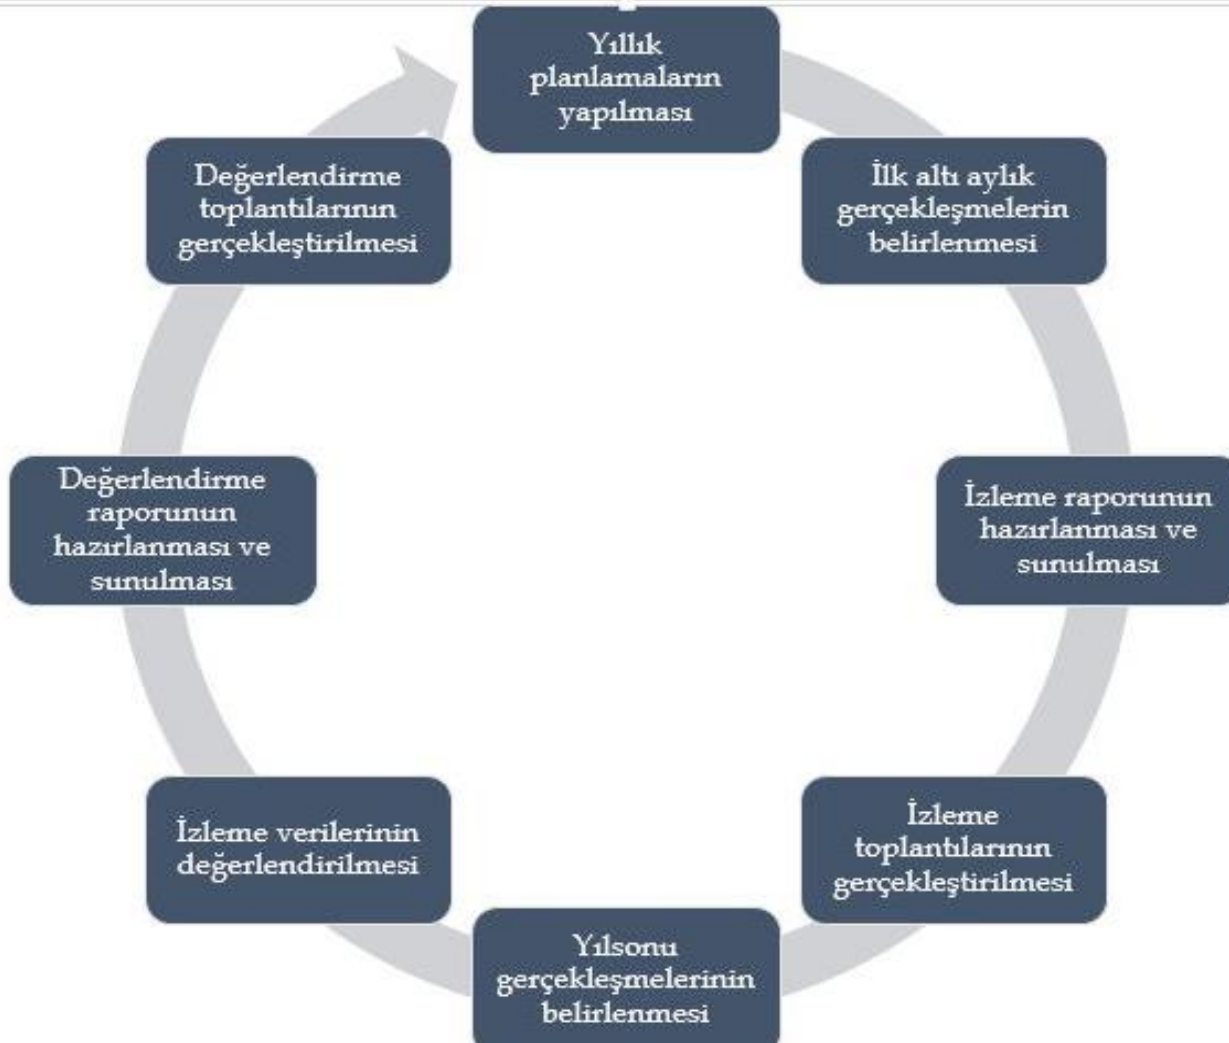 Yıllık
planlamaların
yapılması
İlk altı aylık
gerçekleşmelerin
belirlenmesi
İzleme raporunun
hazırlanması ve
sunulması
İzleme
toplantılarının
gerçekleştirilmesi
Yılsonu
gerçekleşmelerinin
belirlenmesi
İzleme verilerinin
değerlendirilmesi
Değerlendirme
raporunun
hazırlanması ve
sunulması
Değerlendirme
toplantılarının
gerçekleştirilmesi